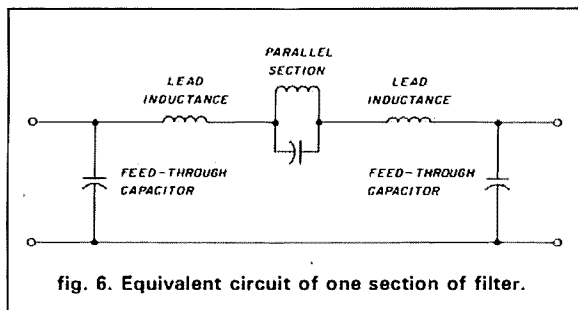 PARALLEL
SECTION
LEAD
INDUCTANCE
LEAD
INDUCTANCE
FEED-THROUGH
CAPACITOR
FEED-THROUGH
CAPACITOR
fig. 6. Equivalent circuit of one section of filter.